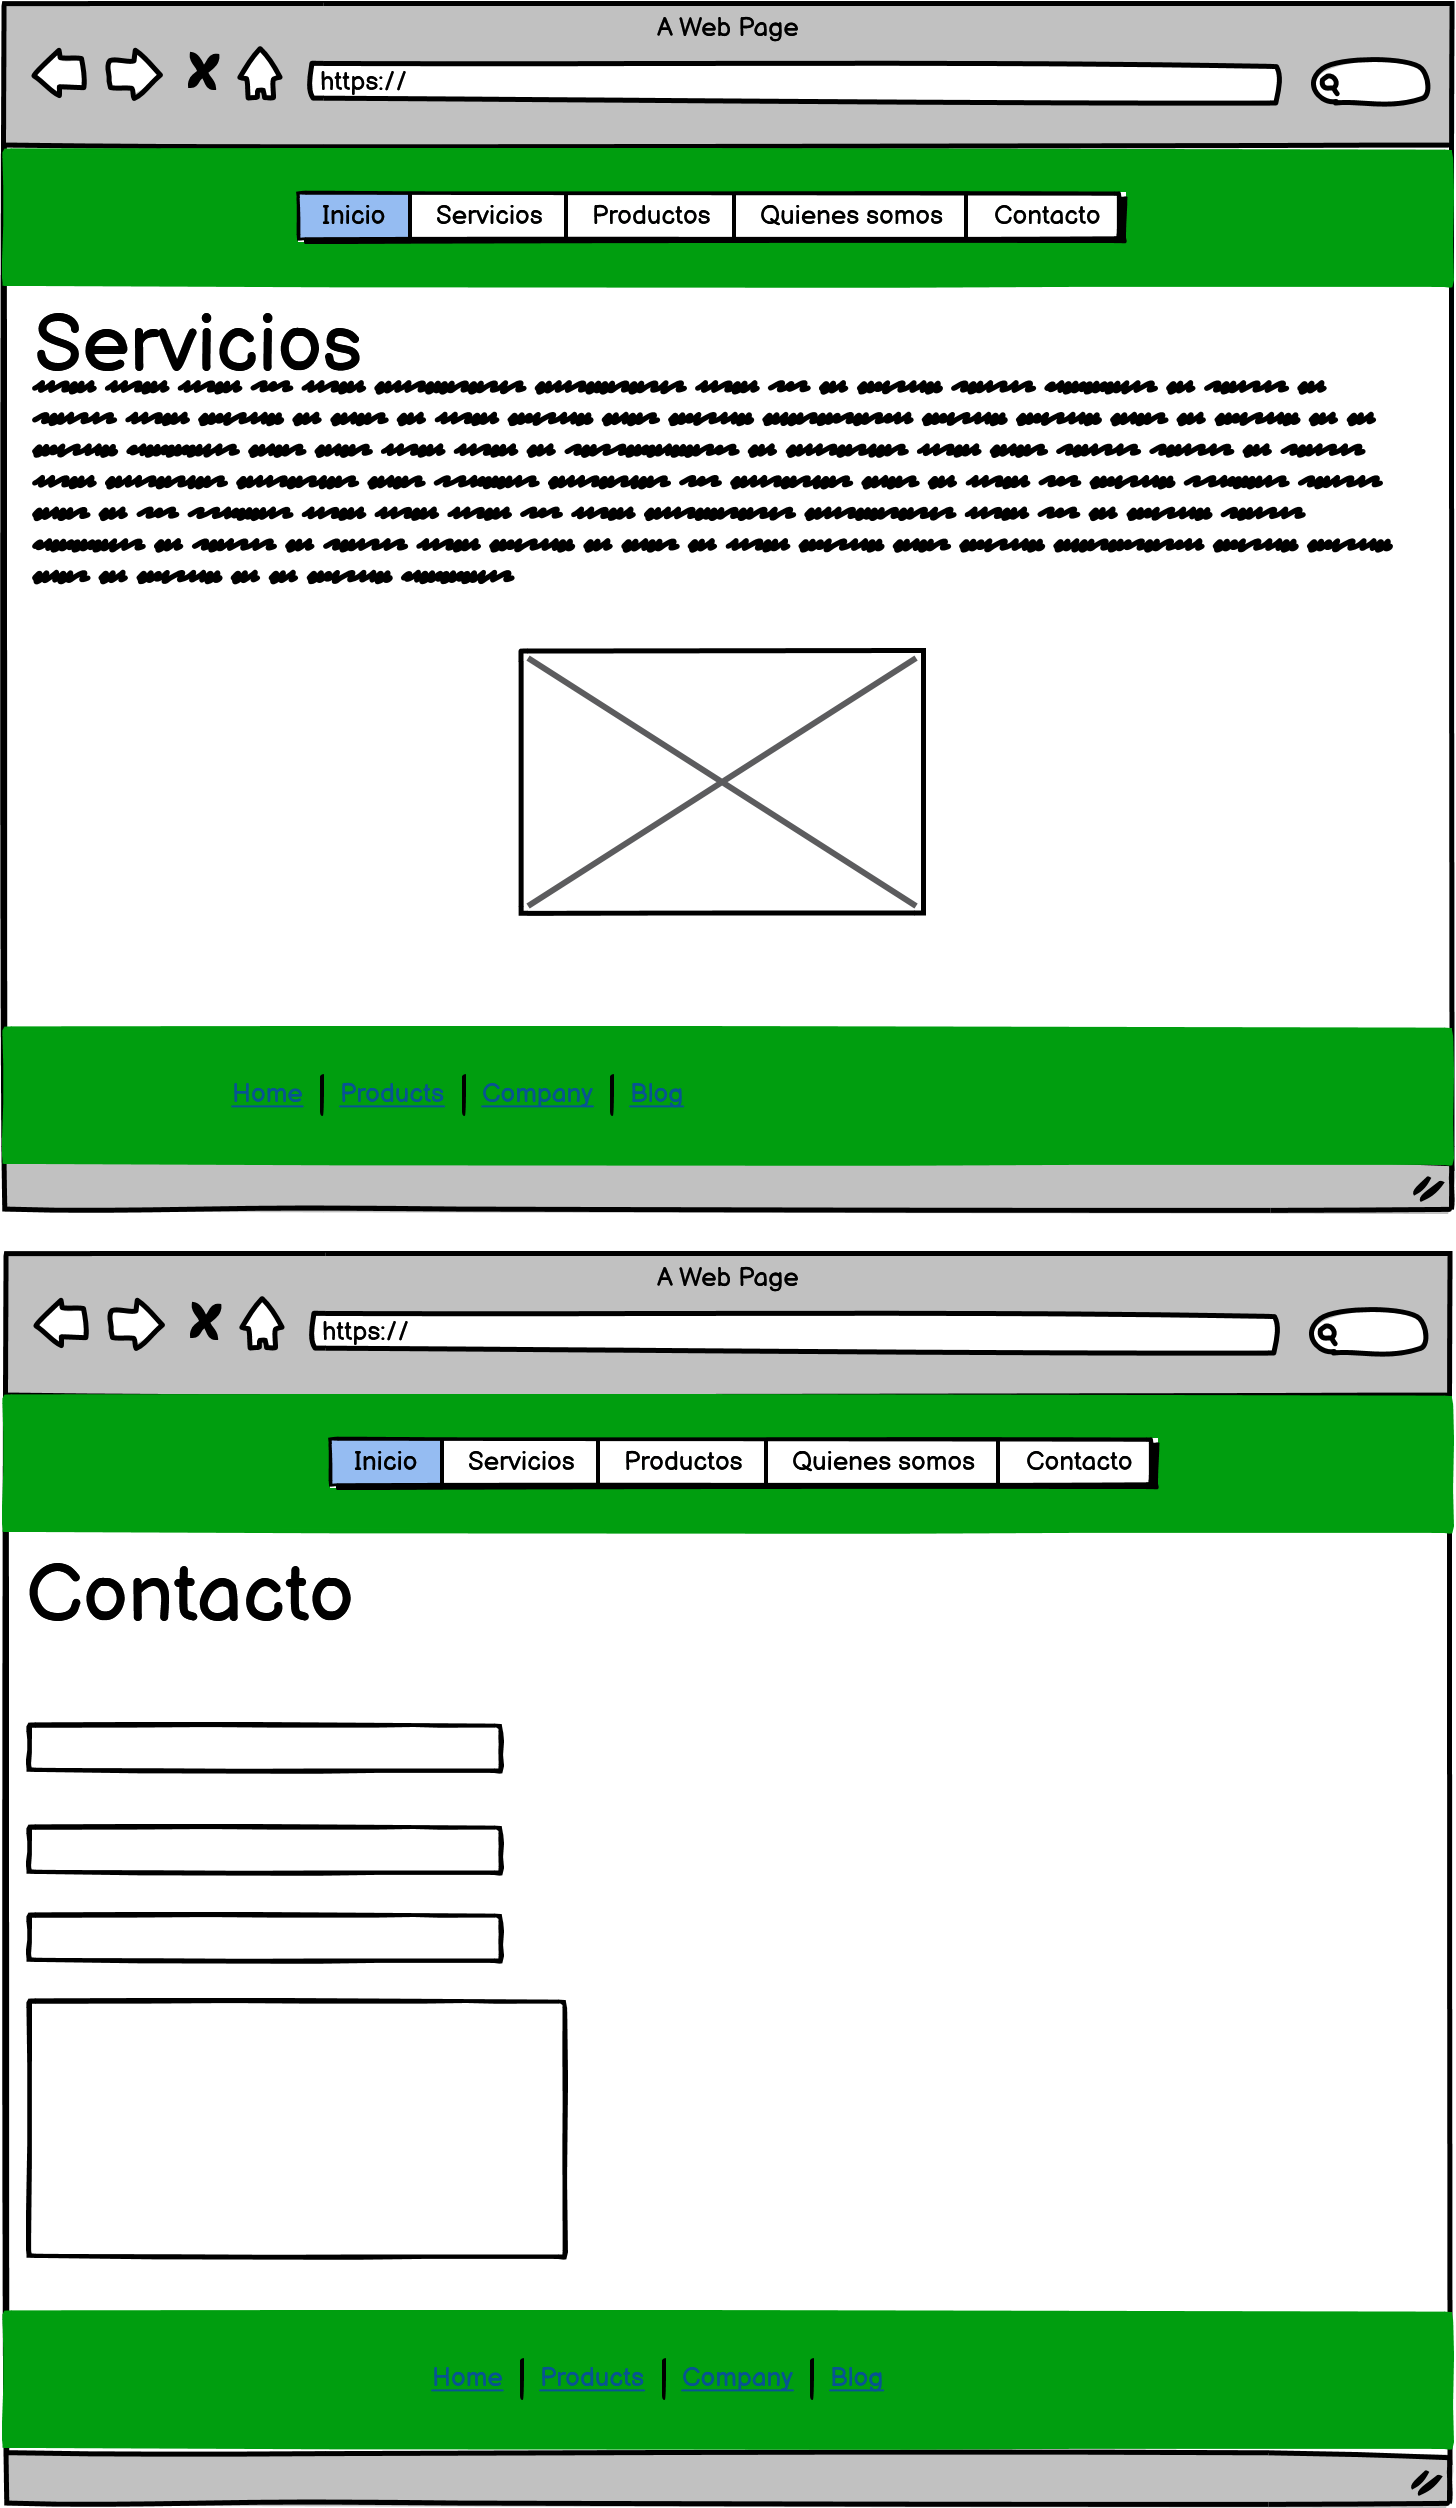 A Web Page
https://
Inicio Servicios Productos Quienes somos Contacto
Servicios
Home Products Company Blog
A Web Page
https://
Inicio Servicios Productos Quienes somos Contacto
Contacto
Home Products Company Blog